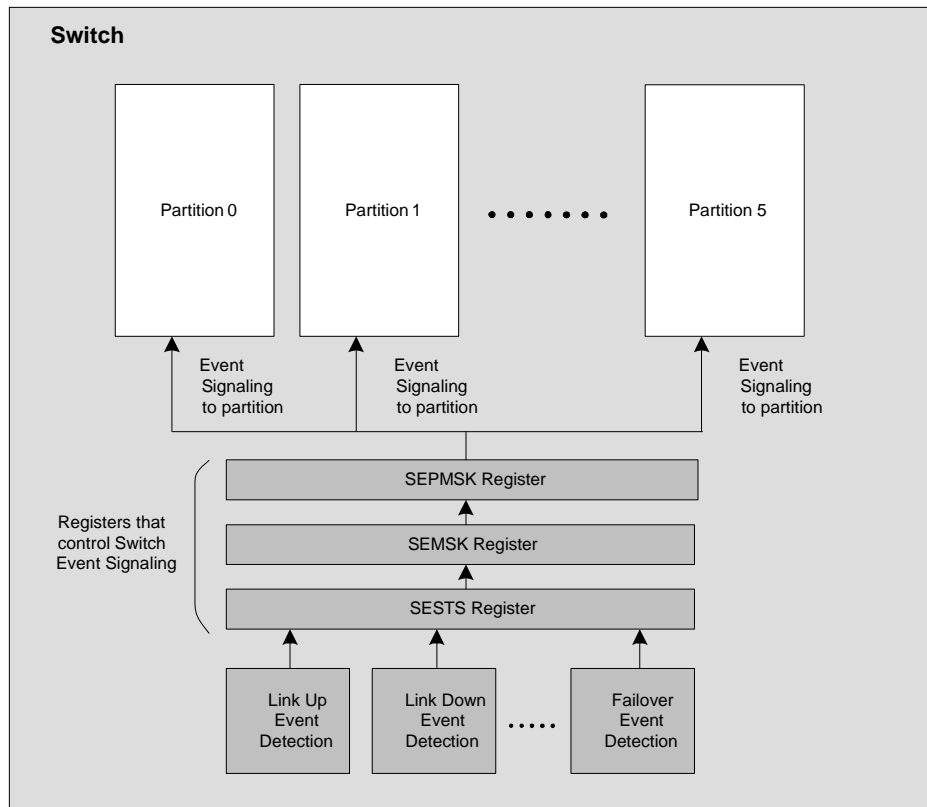 Switch
Partition 0
Partition 1
Partition 5
Event
Signaling
to partition
Event
Signaling
to partition
Event
Signaling
to partition
Registers that
control Switch
Event Signaling
SEPMSK Register
SEMSK Register
SESTS Register
Link Up
Event
Detection
Link Down
Event
Detection
Failover
Event
Detection